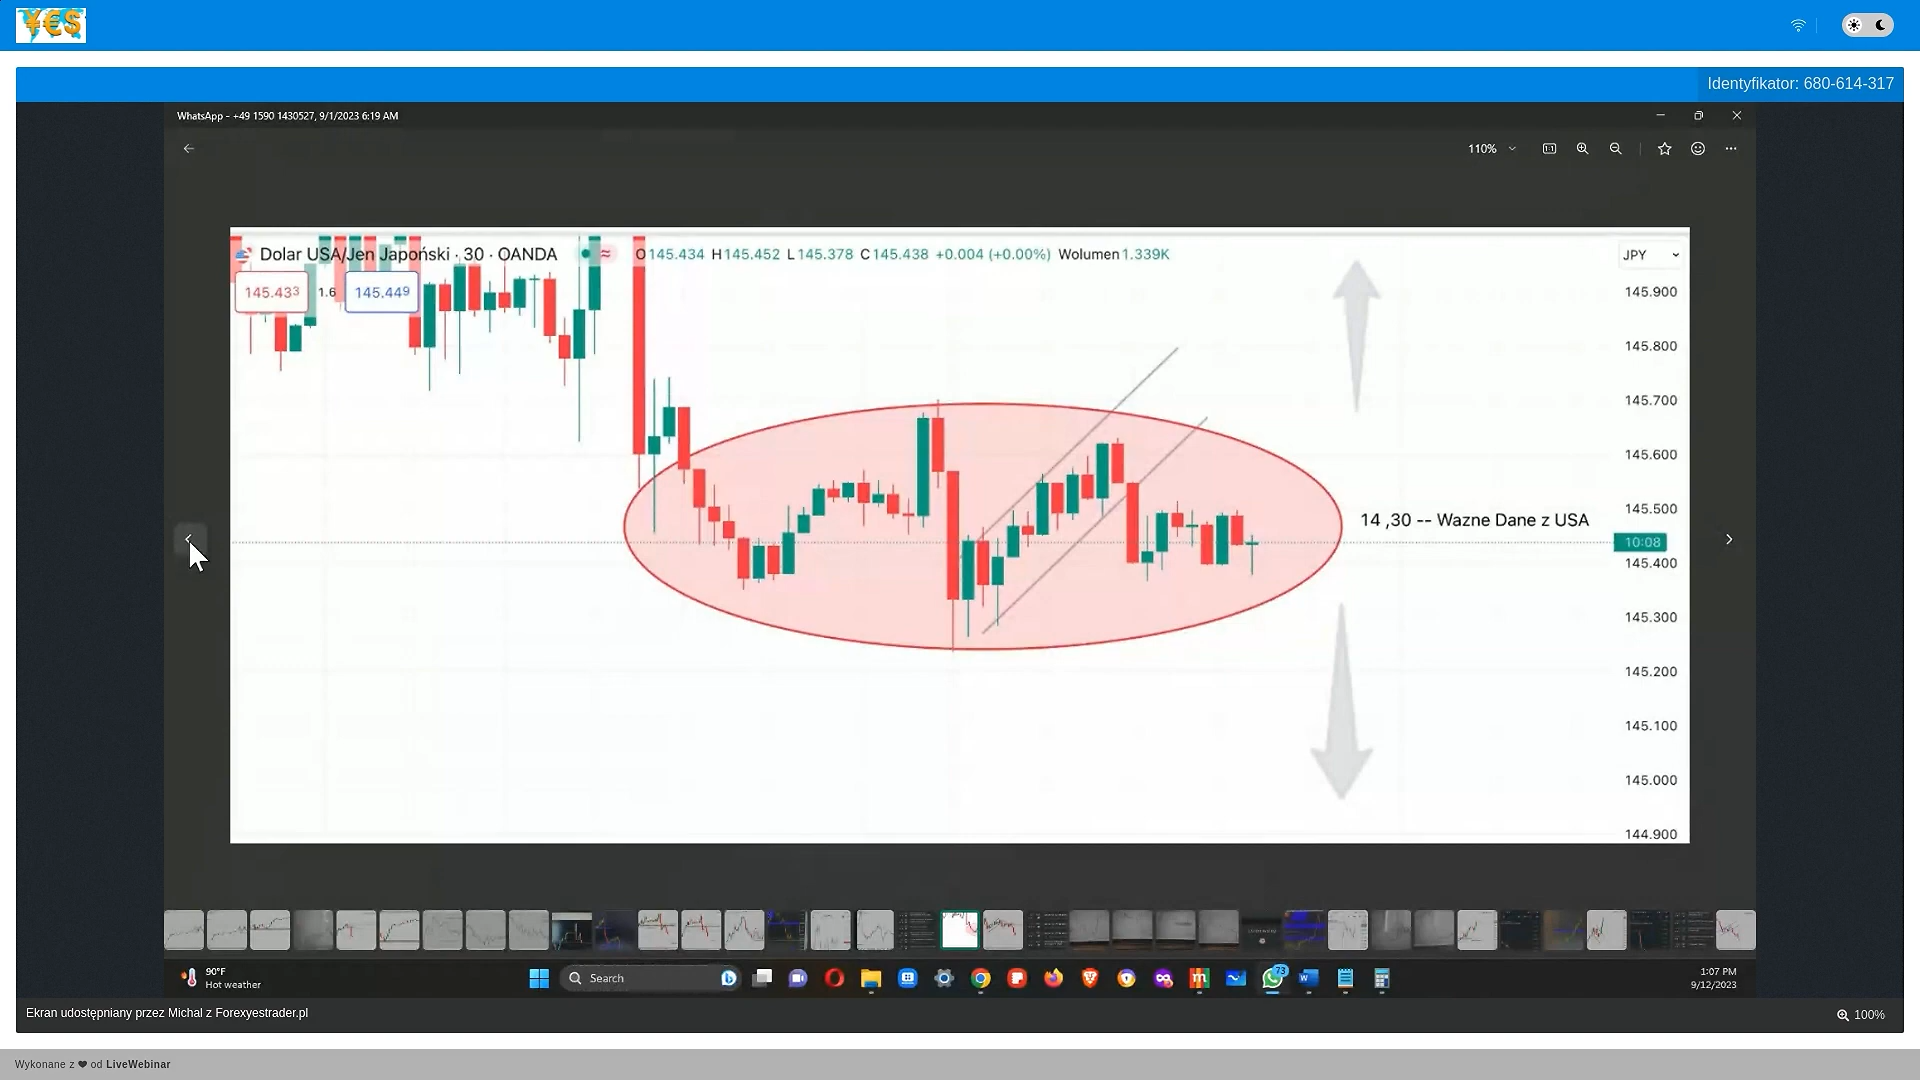 ¥€$
Identyfikator: 680-614-317
WhatsApp - +49 1590 1430527, 9/1/2023 6:19 AM
110%
Dolar USA/Jen Japoński · 30 · OANDA
O145.434 H145.452 L145.378 C145.438 +0.004 (+0.00%) Wolumen1.339K
JPY
145.433 1.6 145.449
145.900
145.800
145.700
145.600
145.500
14 ,30 -- Wazne Dane z USA
10:08
145.400
145.300
145.200
145.100
145.000
144.900
90°F
Hot weather
Search
73
1:07 PM
9/12/2023
Ekran udostępniany przez Michal z Forexyestrader.pl
100%
Wykonane z ❤ od LiveWebinar